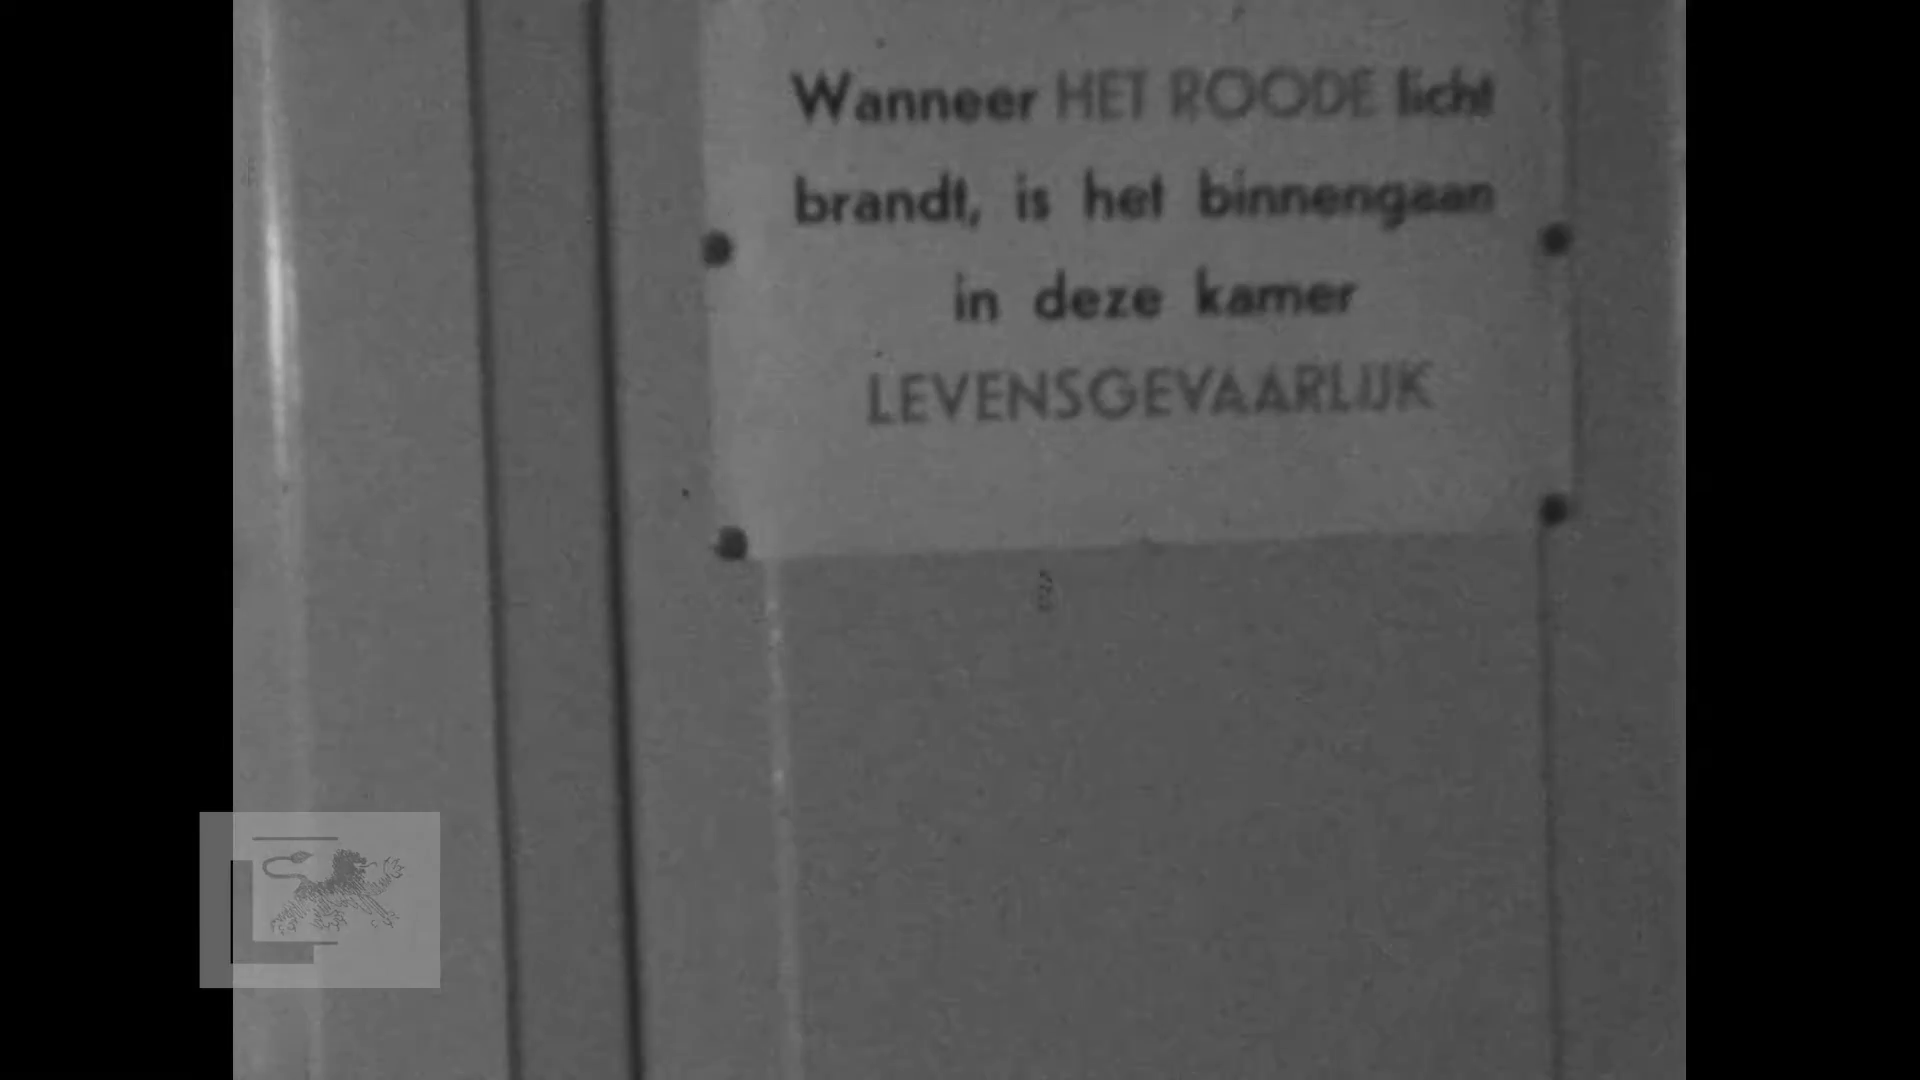 Wanneer HET ROODE licht
brandt, is het binnengaan
in deze kamer
LEVENSGEVAARLIJK